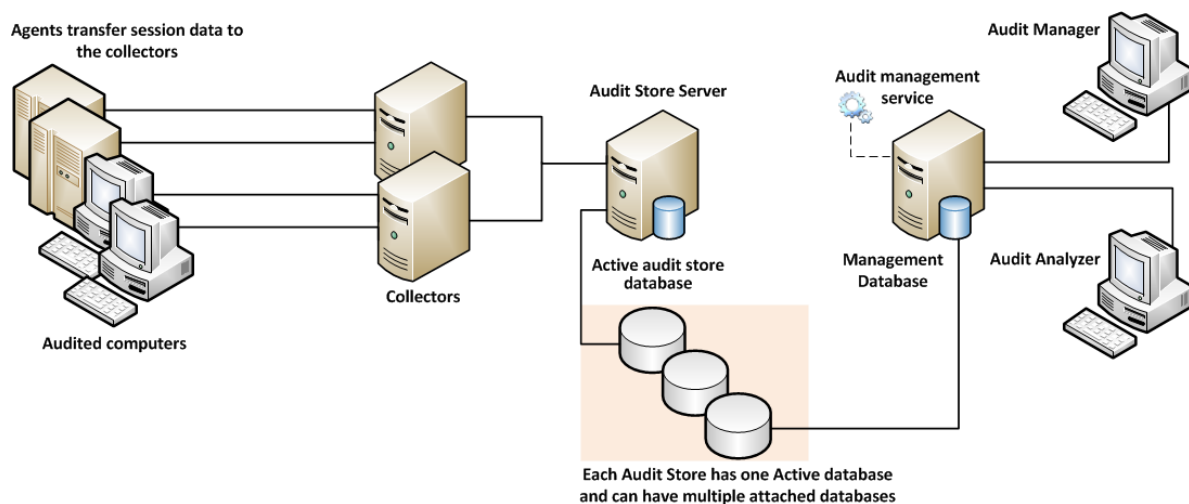 Agents transfer session data to
the collectors
Audited computers
Collectors
Audit Store Server
Active audit store
database
Each Audit Store has one Active database
and can have multiple attached databases
Audit management
service
Management
Database
Audit Manager
Audit Analyzer